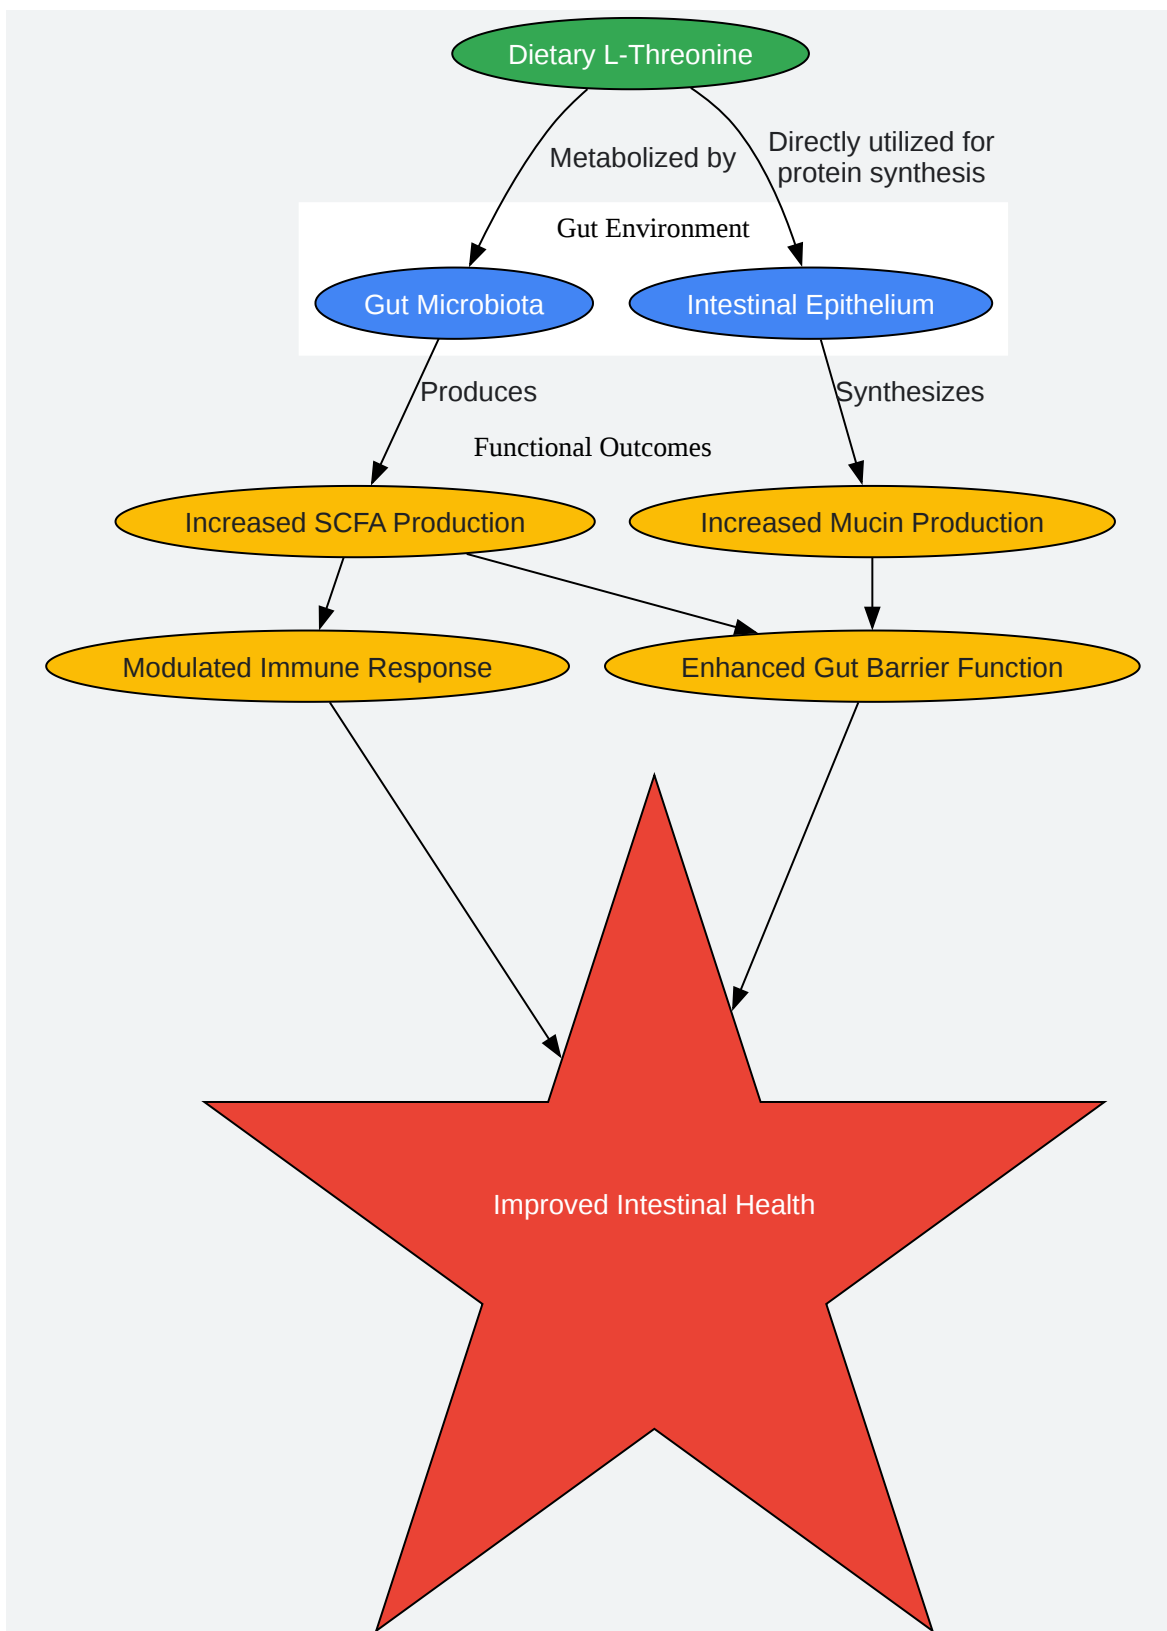 Dietary L-Threonine
Metabolized by
Directly utilized for
protein synthesis
Gut Environment
Gut Microbiota
Intestinal Epithelium
Produces
Synthesizes
Functional Outcomes
Increased SCFA Production
Increased Mucin Production
Modulated Immune Response
Enhanced Gut Barrier Function
Improved Intestinal Health